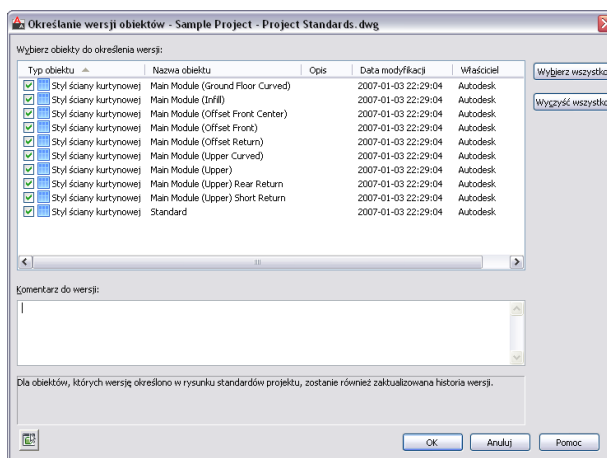 Określanie wersji obiektów - Sample Project - Project Standards.dwg
Wybierz obiekty do określenia wersji:
Typ obiektu Nazwa obiektu Opis Data modyfikacji Właściciel
Styl ściany kurtynowej Main Module (Ground Floor Curved) 2007-01-03 22:29:04 Autodesk
Styl ściany kurtynowej Main Module (Infill) 2007-01-03 22:29:04 Autodesk
Styl ściany kurtynowej Main Module (Offset Front Center) 2007-01-03 22:29:04 Autodesk
Styl ściany kurtynowej Main Module (Offset Front) 2007-01-03 22:29:04 Autodesk
Styl ściany kurtynowej Main Module (Offset Return) 2007-01-03 22:29:04 Autodesk
Styl ściany kurtynowej Main Module (Upper Curved) 2007-01-03 22:29:04 Autodesk
Styl ściany kurtynowej Main Module (Upper) 2007-01-03 22:29:04 Autodesk
Styl ściany kurtynowej Main Module (Upper) Rear Return 2007-01-03 22:29:04 Autodesk
Styl ściany kurtynowej Main Module (Upper) Short Return 2007-01-03 22:29:04 Autodesk
Styl ściany kurtynowej Standard 2007-01-03 22:29:04 Autodesk
Wybierz wszystko
Wyczyść wszystko
Komentarz do wersji:
Dla obiektów, których wersję określono w rysunku standardów projektu, zostanie również zaktualizowana historia wersji.
OK Anuluj Pomoc